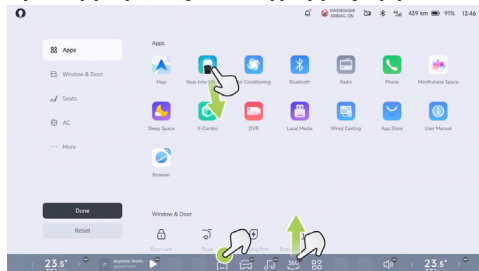 PASSENGER
AIRBAG ON
439 km
91%
13:46
Apps
Window & Door
Seats
AC
More
Done
Reset
Apps
Map
Bluetooth
Radio
Phone
Mindfulness Space
Sleep Space
X-Combo
DVR
Local Media
Wired Casting
App Store
User Manual
Browser
Window & Door
23.5°
360
23.5°